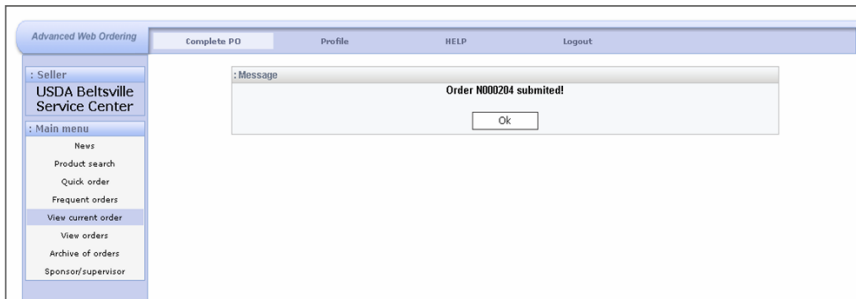 Advanced Web Ordering
Complete PO Profile HELP Logout
: Seller
USDA Beltsville
Service Center
: Main menu
News
Product search
Quick order
Frequent orders
View current order
View orders
Archive of orders
Sponsor/supervisor
: Message
Order N000204 submited!
Ok